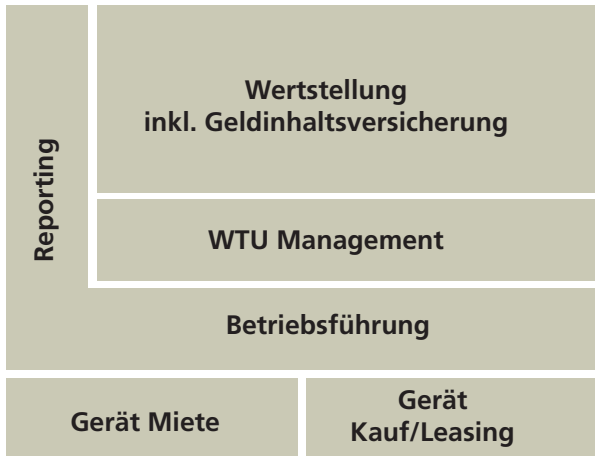 Reporting
Wertstellung
inkl. Geldinhaltsversicherung
WTU Management
Betriebsführung
Gerät Miete
Gerät
Kauf/Leasing